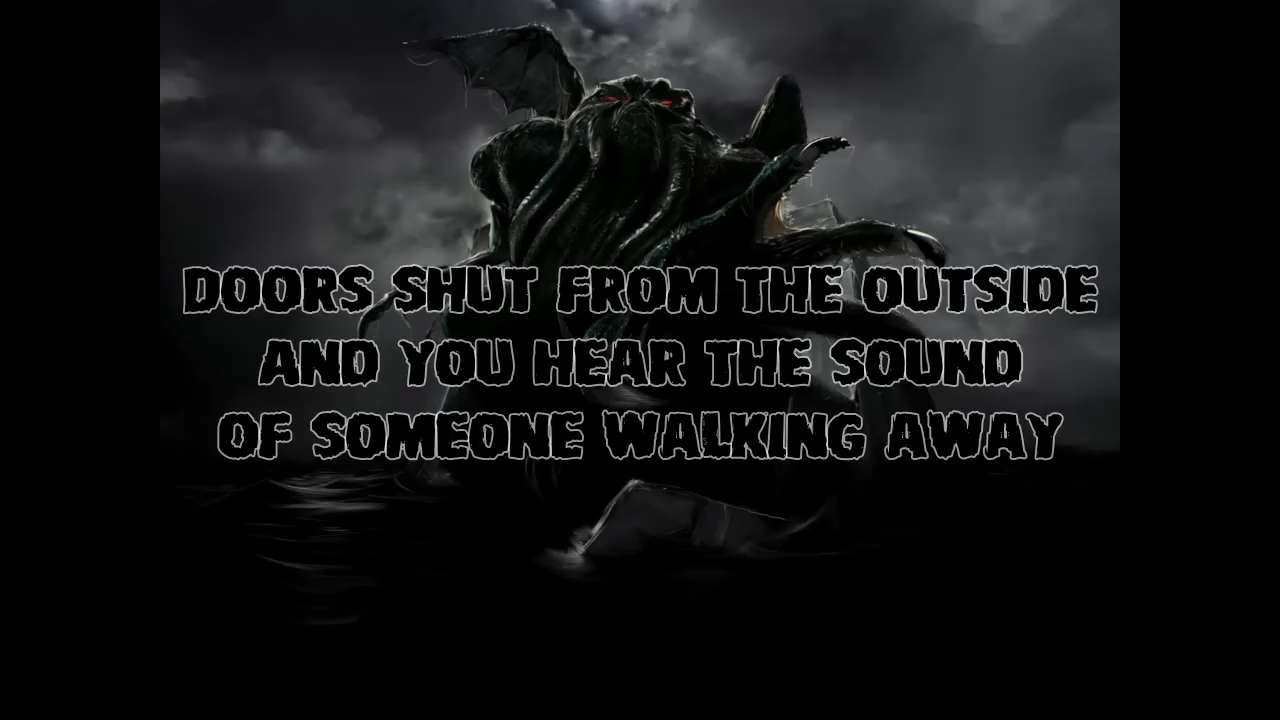 DOORS SHUT FROM THE OUTSIDE
AND YOU HEAR THE SOUND
OF SOMEONE WALKING AWAY